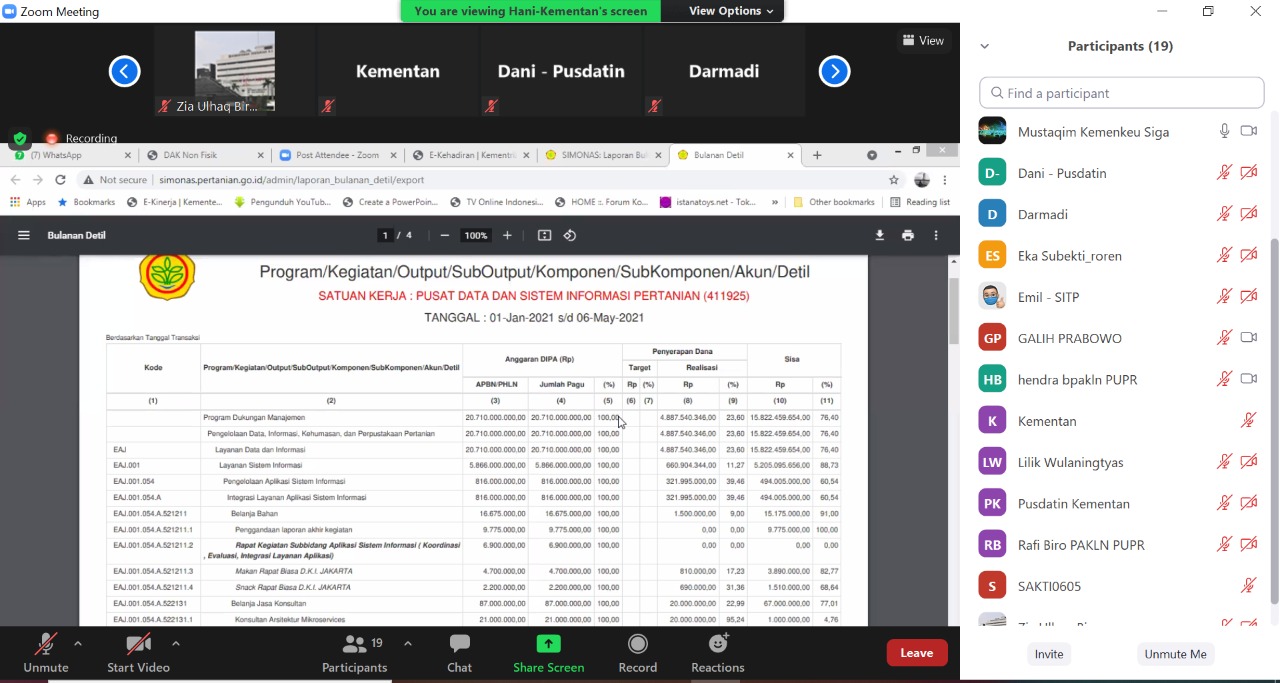 Zoom Meeting
You are viewing Hani-Kementan's screen
View Options
View
Zia Ulhaq Bir...
Kementan
Dani - Pusdatin
Darmadi
Recording
(7) WhatsApp
DAK Non Fisik
Post Attendee - Zoom
E-Kehadiran | Kementri
SIMONAS: Laporan Bul
Bulanan Detil
Not secure | simonas.pertanian.go.id/admin/laporan_bulanan_detil/export
Apps Bookmarks E-Kinerja | Kemente... Pengunduh YouTub... Create a PowerPoin... TV Online Indonesi... HOME :: Forum Ko... istanatoys.net - Tok... » Other bookmarks Reading list
Bulanan Detil 1 / 4 100%
Program/Kegiatan/Output/SubOutput/Komponen/SubKomponen/Akun/Detil
SATUAN KERJA : PUSAT DATA DAN SISTEM INFORMASI PERTANIAN (411925)
TANGGAL : 01-Jan-2021 s/d 06-May-2021
Berdasarkan Tanggal Transaksi
Kode Program/Kegiatan/Output/SubOutput/Komponen/SubKomponen/Akun/Detil Anggaran DIPA (Rp) Penyerapan Dana Sisa
Target Realisasi
APBN/PHLN Jumlah Pagu (%) Rp (%) Rp (%) Rp (%)
(1) (2) (3) (4) (5) (6) (7) (8) (9) (10) (11)
Program Dukungan Manajemen 20.710.000.000,00 20.710.000.000,00 100,00 4.887.540.346,00 23,60 15.822.459.654,00 76,40
Pengelolaan Data, Informasi, Kehumasan, dan Perpustakaan Pertanian 20.710.000.000,00 20.710.000.000,00 100,00 4.887.540.346,00 23,60 15.822.459.654,00 76,40
EAJ Layanan Data dan Informasi 20.710.000.000,00 20.710.000.000,00 100,00 4.887.540.346,00 23,60 15.822.459.654,00 76,40
EAJ.001 Layanan Sistem Informasi 5.866.000.000,00 5.866.000.000,00 100,00 660.904.344,00 11,27 5.205.095.656,00 88,73
EAJ.001.054 Pengelolaan Aplikasi Sistem Informasi 816.000.000,00 816.000.000,00 100,00 321.995.000,00 39,46 494.005.000,00 60,54
EAJ.001.054.A Integrasi Layanan Aplikasi Sistem Informasi 816.000.000,00 816.000.000,00 100,00 321.995.000,00 39,46 494.005.000,00 60,54
EAJ.001.054.A.521211 Belanja Bahan 16.675.000,00 16.675.000,00 100,00 1.500.000,00 9,00 15.175.000,00 91,00
EAJ.001.054.A.521211.1 Penggandaan laporan akhir kegiatan 9.775.000,00 9.775.000,00 100,00 0,00 0,00 9.775.000,00 100,00
EAJ.001.054.A.521211.2 Rapat Kegiatan Subbidang Aplikasi Sistem Informasi ( Koordinasi 6.900.000,00 6.900.000,00 100,00 0,00 0,00 0,00 0,00
, Evaluasi, Integrasi Layanan Aplikasi)
EAJ.001.054.A.521211.3 Makan Rapat Biasa D.K.I. JAKARTA 4.700.000,00 4.700.000,00 100,00 810.000,00 17,23 3.890.000,00 82,77
EAJ.001.054.A.521211.4 Snack Rapat Biasa D.K.I. JAKARTA 2.200.000,00 2.200.000,00 100,00 690.000,00 31,36 1.510.000,00 68,64
EAJ.001.054.A.522131 Belanja Jasa Konsultan 87.000.000,00 87.000.000,00 100,00 20.000.000,00 22,99 67.000.000,00 77,01
EAJ.001.054.A.522131.1 Konsultan Arsitektur Mikroservices 21.000.000,00 21.000.000,00 100,00 20.000.000,00 95,24 1.000.000,00 4,76
Unmute
Start Video
19
Participants
Chat
Share Screen
Record
Reactions
Leave
Participants (19)
Find a participant
Mustaqim Kemenkeu Siga
D- Dani - Pusdatin
D Darmadi
ES Eka Subekti_roren
Emil - SITP
GP GALIH PRABOWO
HB hendra bpakln PUPR
K Kementan
LW Lilik Wulaningtyas
PK Pusdatin Kementan
RB Rafi Biro PAKLN PUPR
S SAKTI0605
Invite
Unmute Me